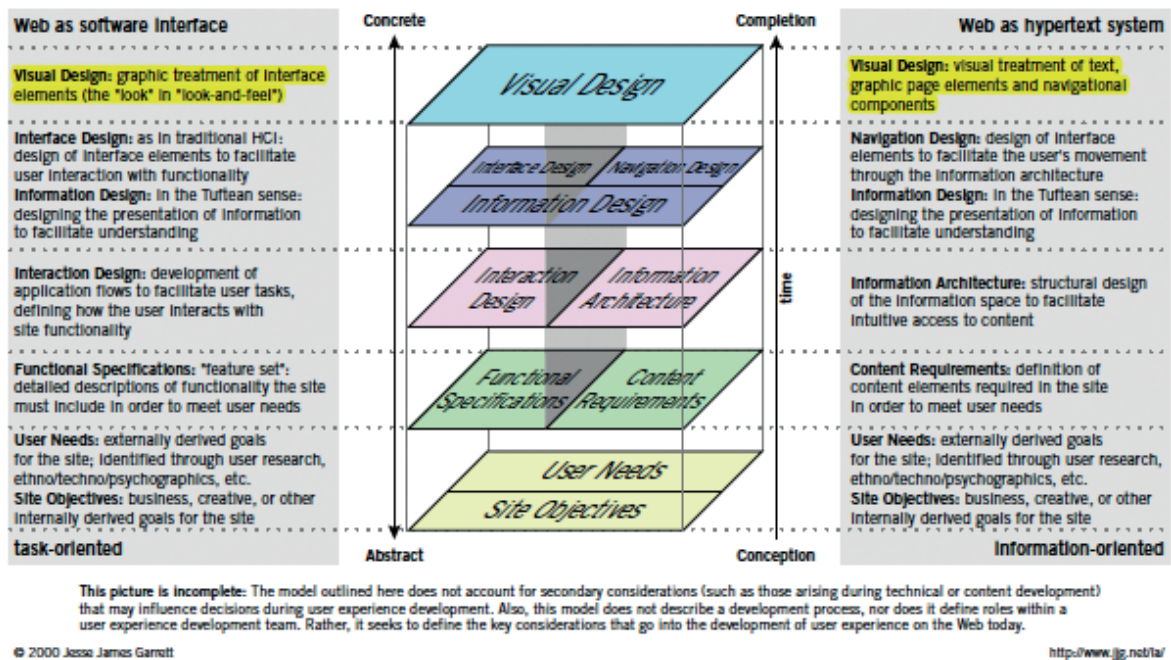 Web as software interface
Concrete
Completion
Web as hypertext system
Visual Design: graphic treatment of interface
elements (the "look" in "look-and-feel")
Interface Design: as in traditional HCI:
design of interface elements to facilitate
user interaction with functionality
Information Design: in the Tuftean sense:
designing the presentation of information
to facilitate understanding
Interaction Design: development of
application flows to facilitate user tasks,
defining how the user interacts with
site functionality
Functional Specifications: "feature set":
detailed descriptions of functionality the site
must include in order to meet user needs
User Needs: externally derived goals
for the site; identified through user research,
ethno/techno/psychographics, etc.
Site Objectives: business, creative, or other
internally derived goals for the site
task-oriented
Visual Design
Interface Design
Navigation Design
Information Design
Interaction
Design
Information
Architecture
Functional
Specifications
Content
Requirements
User Needs
Site Objectives
time
Abstract
Conception
Visual Design: visual treatment of text,
graphic page elements and navigational
components
Navigation Design: design of interface
elements to facilitate the user's movement
through the information architecture
Information Design: in the Tuftean sense:
designing the presentation of information
to facilitate understanding
Information Architecture: structural design
of the information space to facilitate
intuitive access to content
Content Requirements: definition of
content elements required in the site
in order to meet user needs
User Needs: externally derived goals
for the site; identified through user research,
ethno/techno/psychographics, etc.
Site Objectives: business, creative, or other
internally derived goals for the site
information-oriented
This picture is incomplete: The model outlined here does not account for secondary considerations (such as those arising during technical or content development)
that may influence decisions during user experience development. Also, this model does not describe a development process, nor does it define roles within a
user experience development team. Rather, it seeks to define the key considerations that go into the development of user experience on the Web today.
© 2000 Jesse James Garrett
http://www.jjg.net/ia/